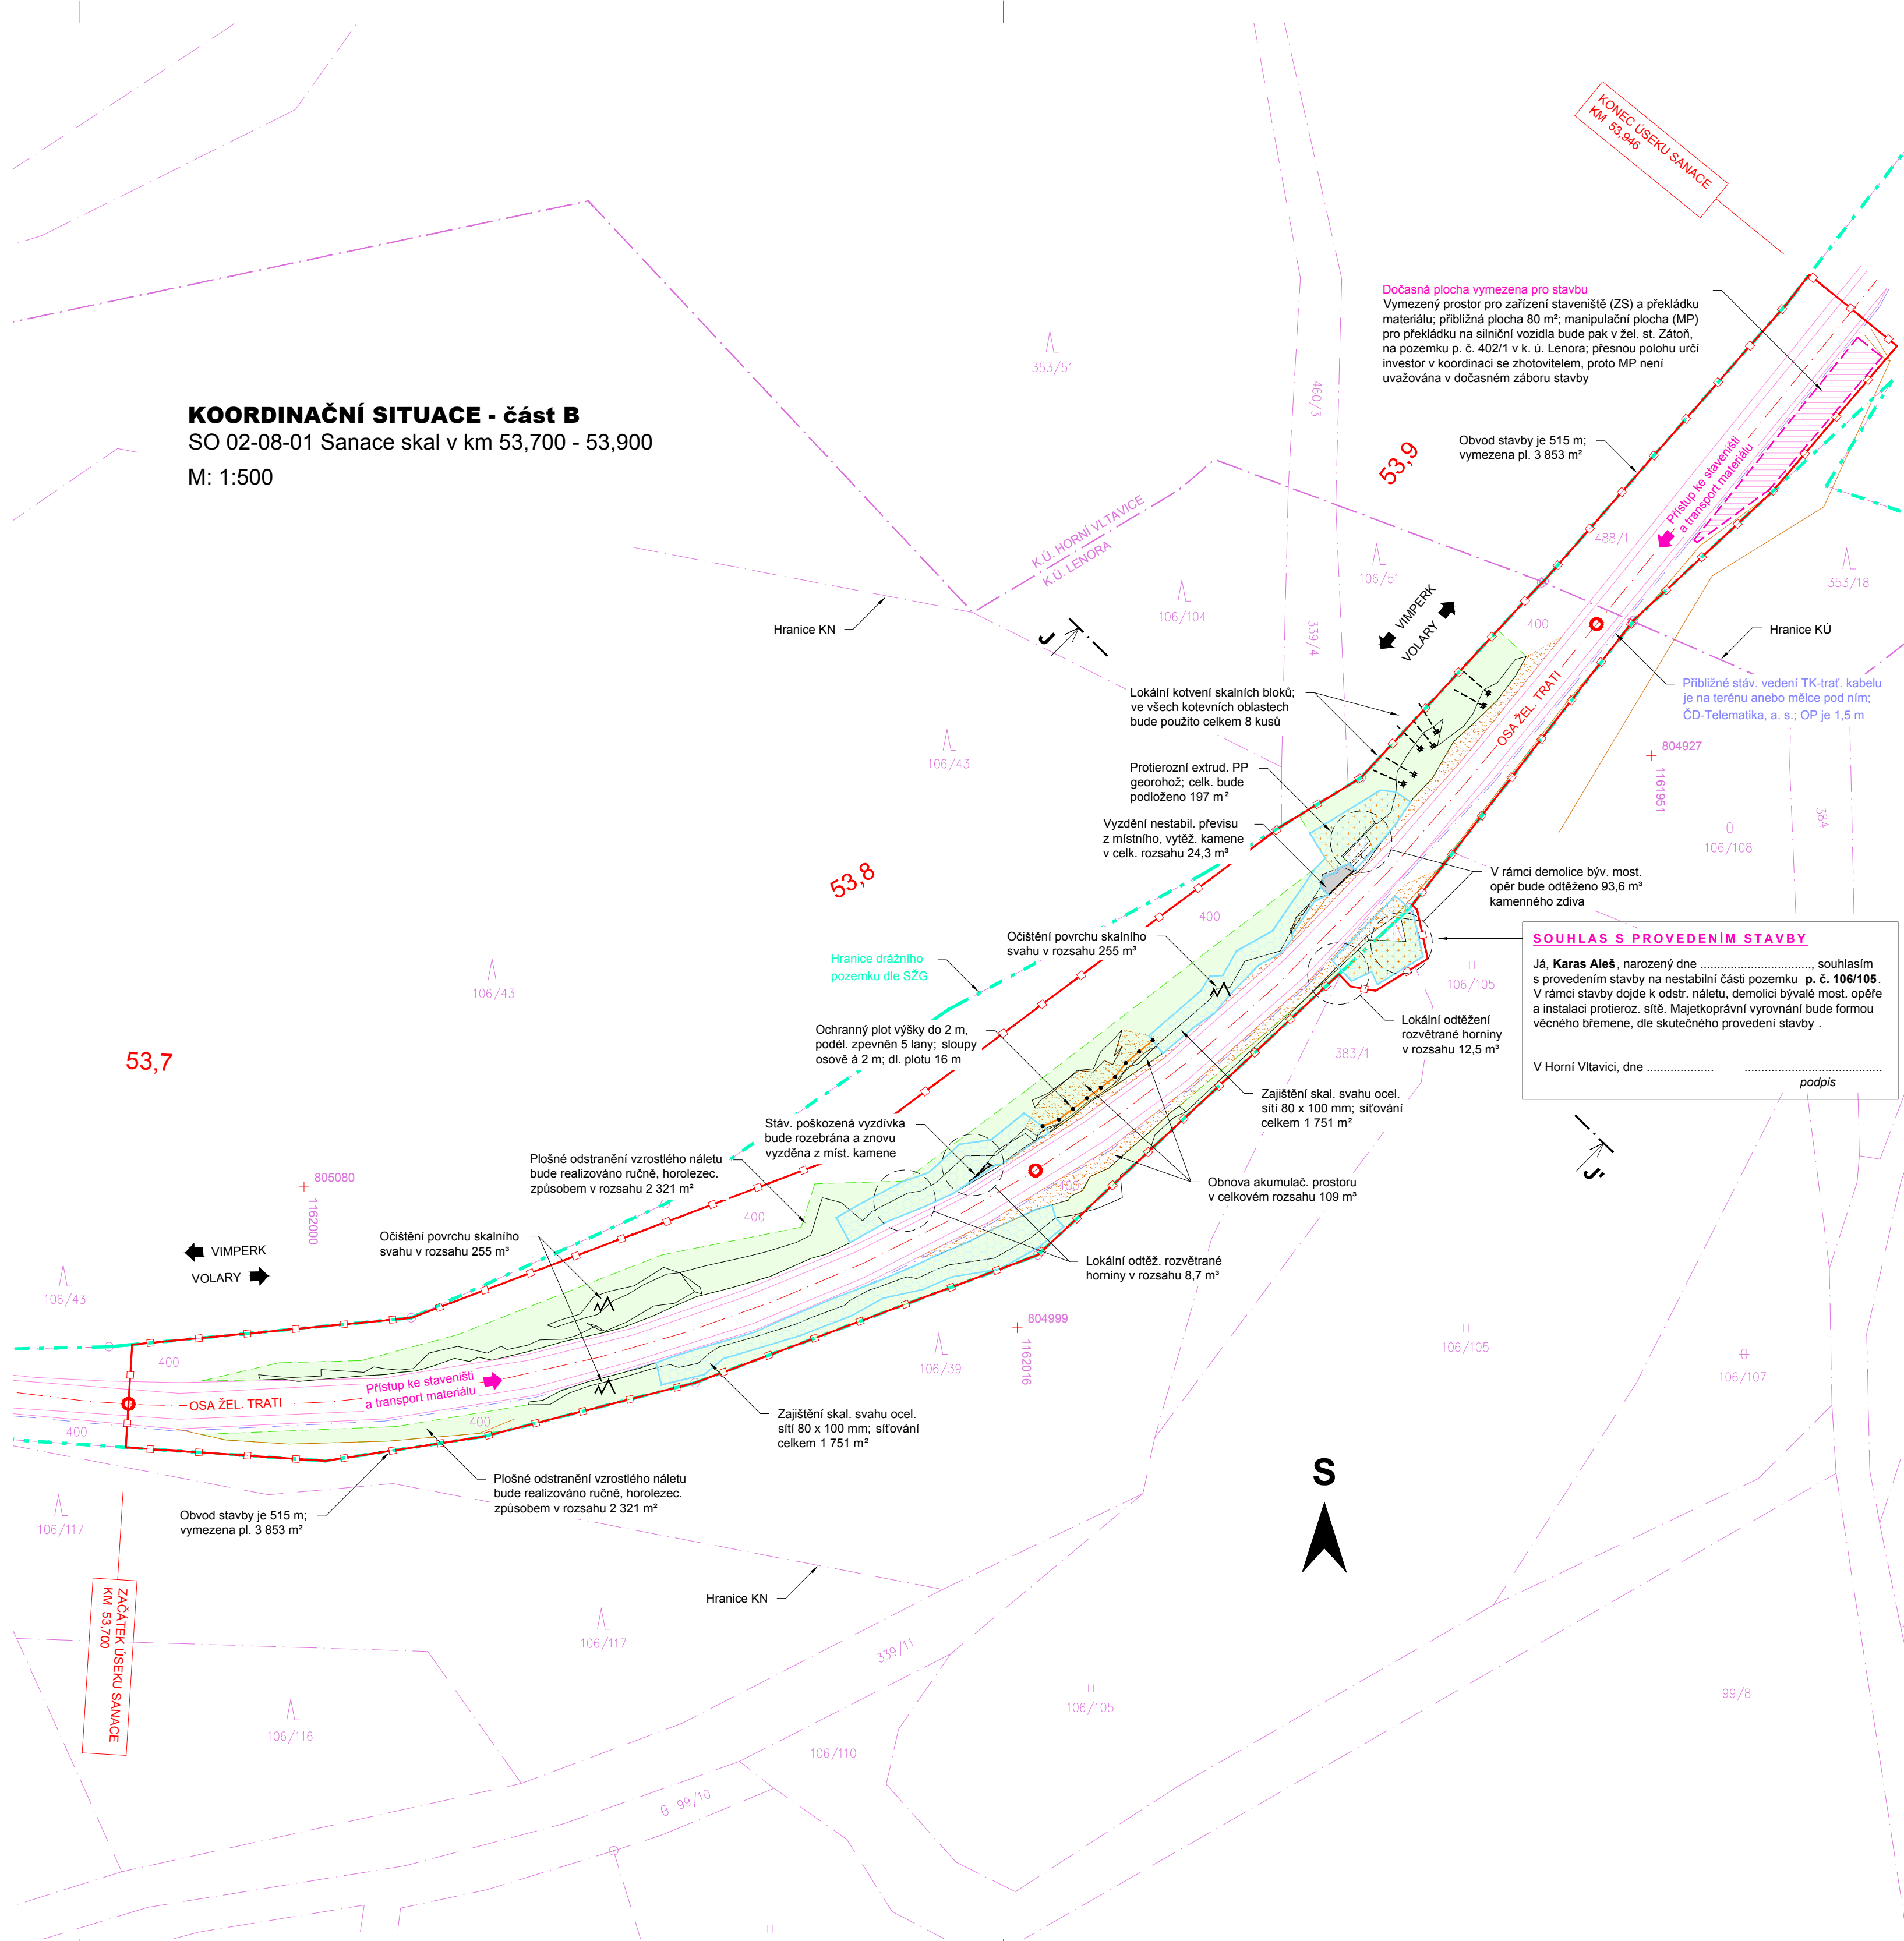 KONEC ÚSEKU SANACE
KM 53,946
Dočasná plocha vymezena pro stavbu
Vymezený prostor pro zařízení staveniště (ZS) a překládku
materiálu; přibližná plocha 80 m²; manipulační plocha (MP)
pro překládku na silniční vozidla bude pak v žel. st. Zátoň,
na pozemku p. č. 402/1 v k. ú. Lenora; přesnou polohu určí
investor v koordinaci se zhotovitelem, proto MP není
uvažována v dočasném záboru stavby
353/51
460/3
KOORDINAČNÍ SITUACE - část B
SO 02-08-01 Sanace skal v km 53,700 - 53,900
M: 1:500
53,9
Obvod stavby je 515 m;
vymezena pl. 3 853 m²
Přístup ke staveništi
a transport materiálu
K.Ú. HORNÍ VLTAVICE
K.Ú. LENORA
488/1
106/51
353/18
106/104
Hranice KN
J
339/4
VIMPERK
VOLARY
400
Hranice KÚ
Lokální kotvení skalních bloků;
ve všech kotevních oblastech
bude použito celkem 8 kusů
OSA ŽEL. TRATI
Přibližné stáv. vedení TK-trať. kabelu
je na terénu anebo mělce pod ním;
ČD-Telematika, a. s.; OP je 1,5 m
106/43
804927
1161951
Protierozní extrud. PP
georohož; celk. bude
podloženo 197 m²
384
106/108
Vyzdění nestabil. převisu
z místního, vytěž. kamene
v celk. rozsahu 24,3 m³
53,8
V rámci demolice býv. most.
opěr bude odtěženo 93,6 m³
kamenného zdiva
400
Očištění povrchu skalního
svahu v rozsahu 255 m³
SOUHLAS S PROVEDENÍM STAVBY
Já, Karas Aleš, narozený dne ................................., souhlasím
s provedením stavby na nestabilní části pozemku p. č. 106/105.
V rámci stavby dojde k odstr. náletu, demolici bývalé most. opěře
a instalaci protieroz. sítě. Majetkoprávní vyrovnání bude formou
věcného břemene, dle skutečného provedení stavby .
V Horní Vltavici, dne ....................
.........................................
podpis
Hranice drážního
pozemku dle SŽG
106/43
106/105
Ochranný plot výšky do 2 m,
podél. zpevněn 5 lany; sloupy
osově á 2 m; dl. plotu 16 m
Lokální odtěžení
rozvětrané horniny
v rozsahu 12,5 m³
383/1
53,7
Zajištění skal. svahu ocel.
sítí 80 x 100 mm; síťování
celkem 1 751 m²
Stáv. poškozená vyzdívka
bude rozebrána a znovu
vyzděna z míst. kamene
J'
Plošné odstranění vzrostlého náletu
bude realizováno ručně, horolezec.
způsobem v rozsahu 2 321 m²
805080
1162000
400
Obnova akumulač. prostoru
v celkovém rozsahu 109 m³
400
Očištění povrchu skalního
svahu v rozsahu 255 m³
VIMPERK
VOLARY
Lokální odtěž. rozvětrané
horniny v rozsahu 8,7 m³
106/43
804999
1162016
106/105
400
106/39
106/107
Přístup ke staveništi
a transport materiálu
OSA ŽEL. TRATI
400
400
Zajištění skal. svahu ocel.
sítí 80 x 100 mm; síťování
celkem 1 751 m²
Plošné odstranění vzrostlého náletu
bude realizováno ručně, horolezec.
způsobem v rozsahu 2 321 m²
S
Obvod stavby je 515 m;
vymezena pl. 3 853 m²
106/117
Hranice KN
ZAČÁTEK ÚSEKU SANACE
KM 53,700
106/117
339/11
106/105
99/8
106/116
106/110
99/10